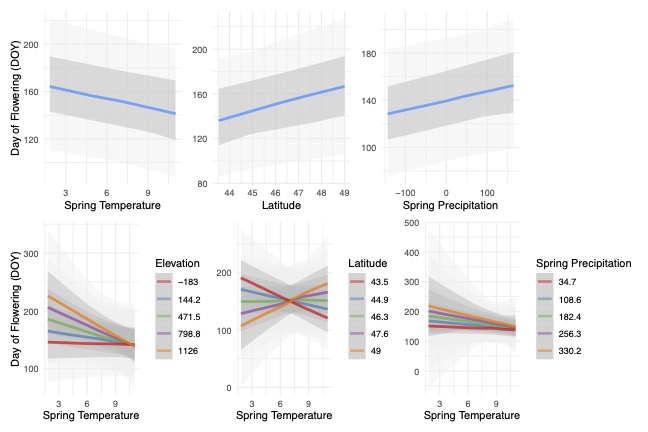 Day of Flowering (DOY)
200
160
120
3 6 9
Spring Temperature
200
160
120
80
44 45 46 47 48 49
Latitude
180
140
100
−100 0 100
Spring Precipitation
Day of Flowering (DOY)
300
200
100
3 6 9
Spring Temperature
Elevation
−183
144.2
471.5
798.8
1126
200
100
0
3 6 9
Spring Temperature
Latitude
43.5
44.9
46.3
47.6
49
500
400
300
200
100
0
3 6 9
Spring Temperature
Spring Precipitation
34.7
108.6
182.4
256.3
330.2